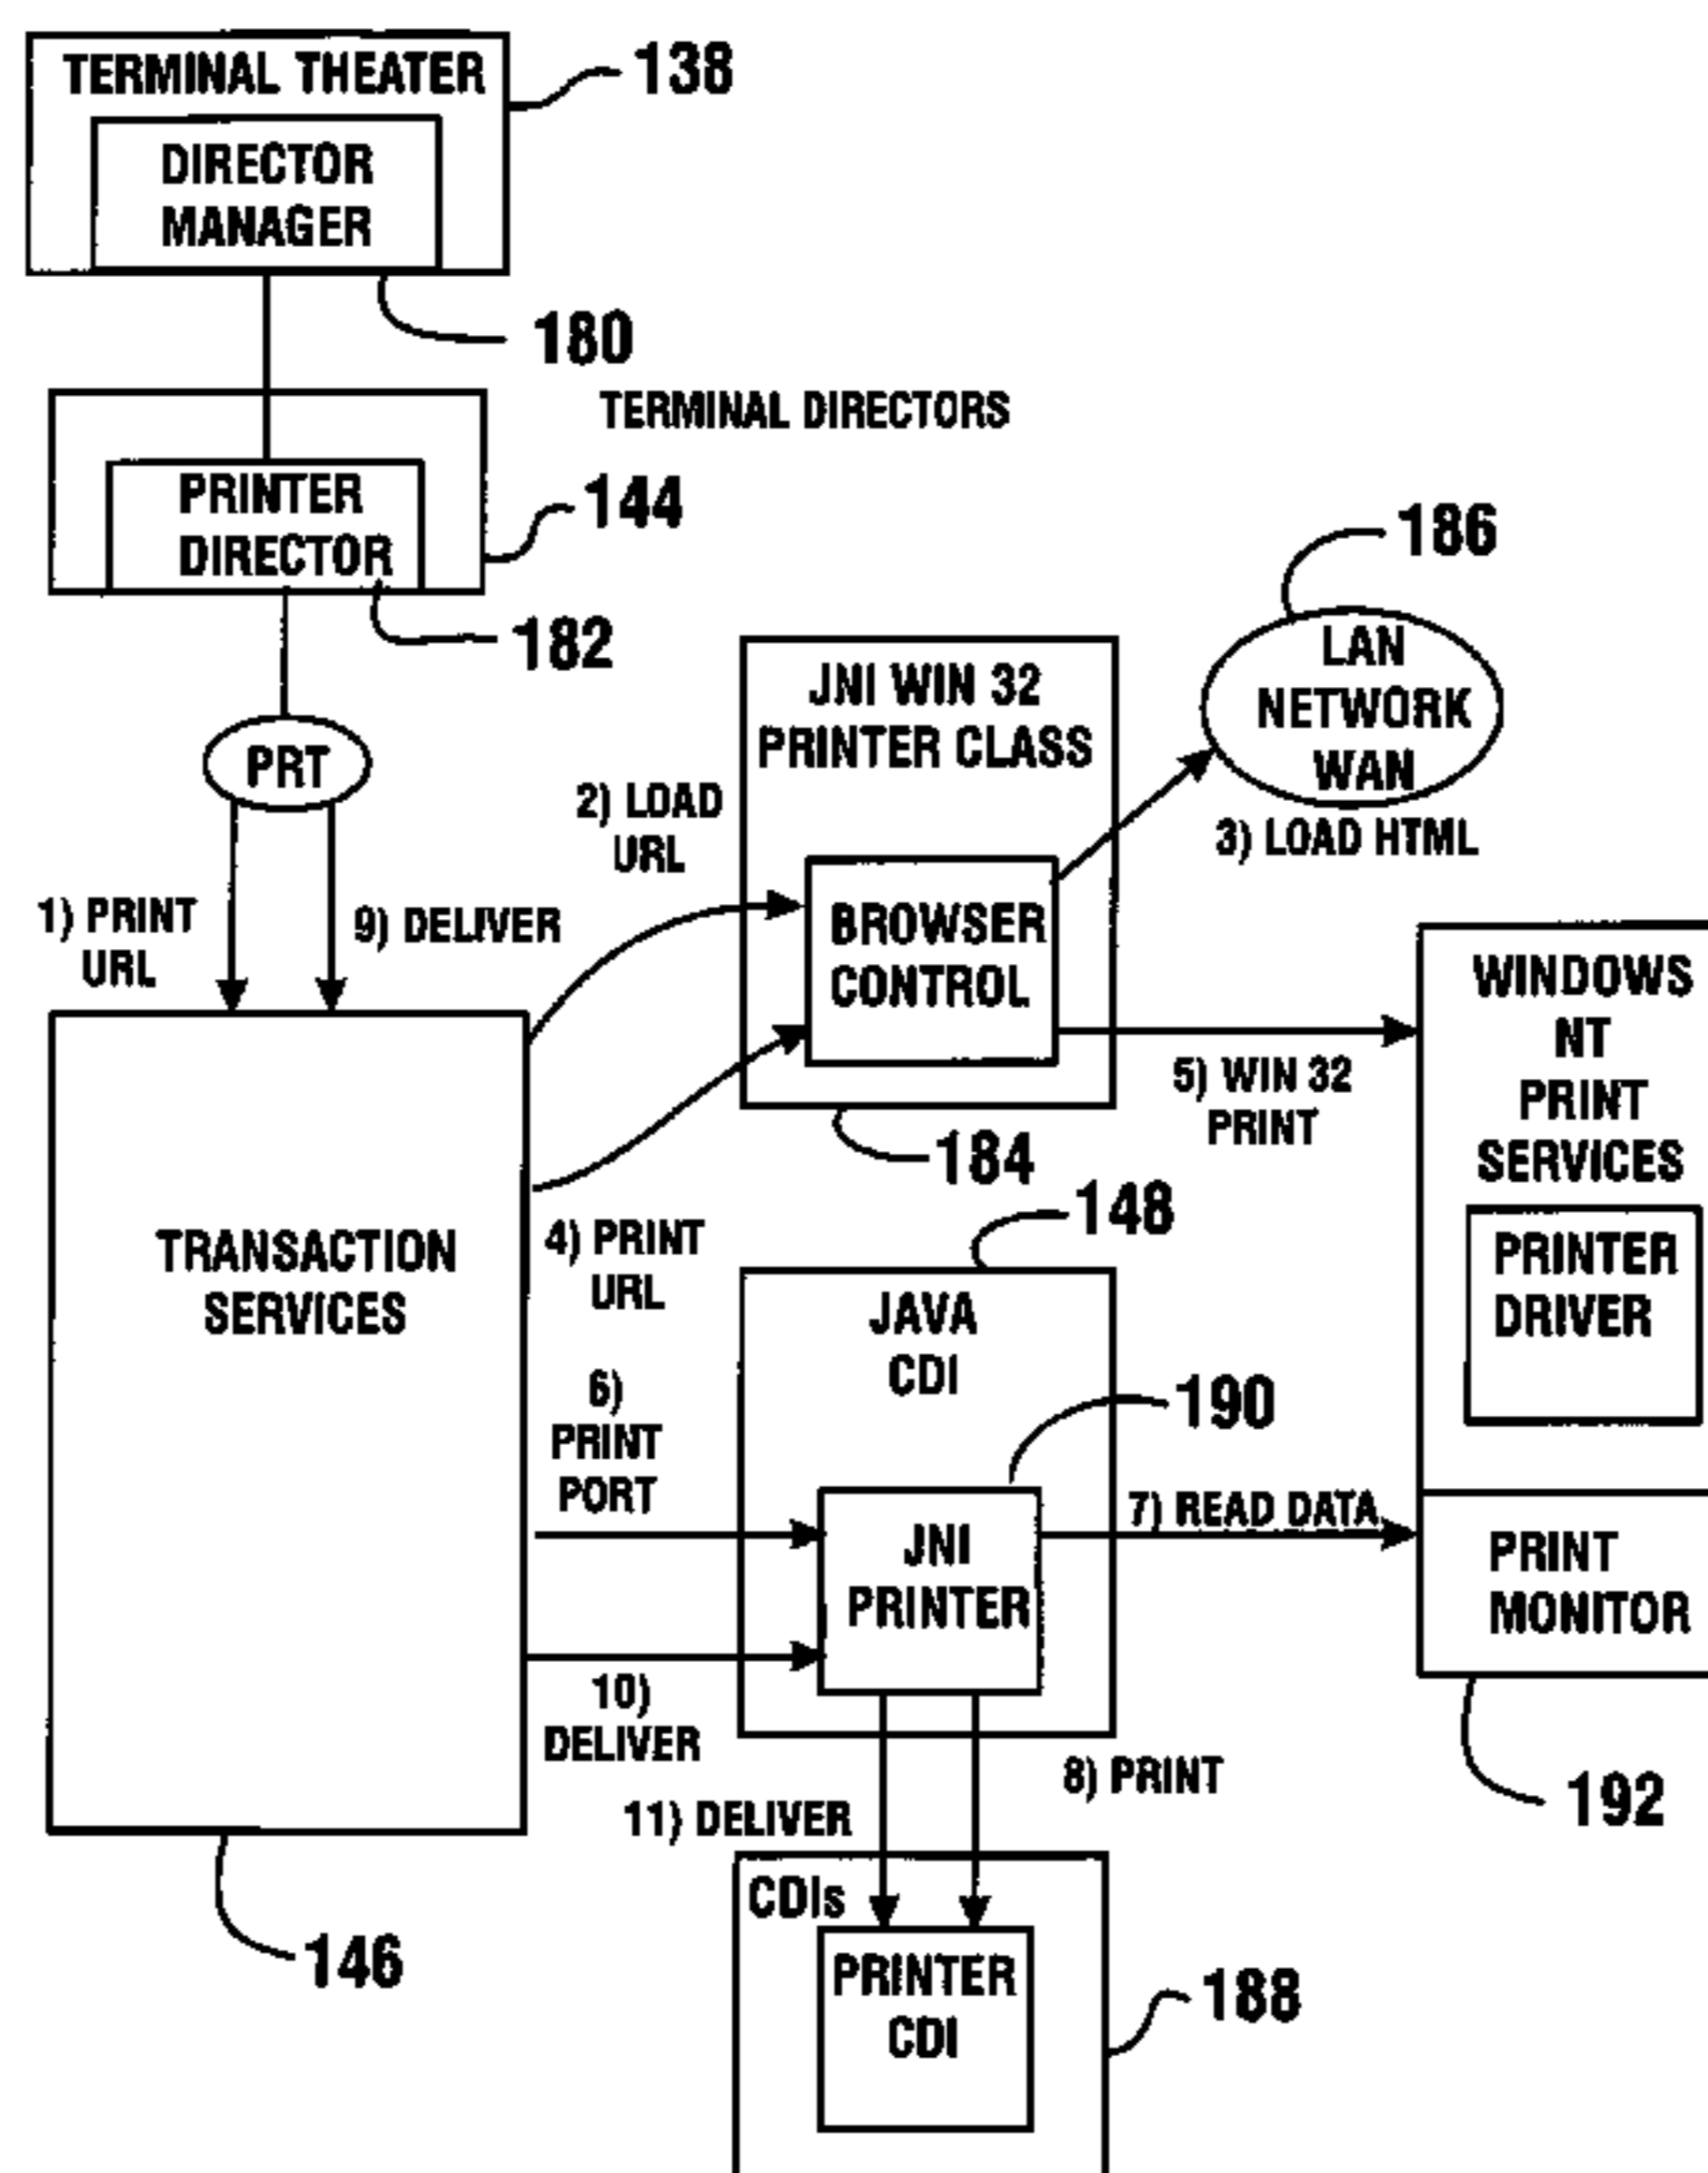 TERMINAL THEATER
138
DIRECTOR
MANAGER
180
TERMINAL DIRECTORS
PRINTER
DIRECTOR
144
182
PRT
186
LAN
NETWORK
WAN
JNI WIN 32
PRINTER CLASS
2) LOAD
URL
3) LOAD HTML
1) PRINT
URL
9) DELIVER
BROWSER
CONTROL
WINDOWS
NT
PRINT
SERVICES
5) WIN 32
PRINT
184
148
TRANSACTION
SERVICES
4) PRINT
URL
PRINTER
DRIVER
JAVA
CDI
6)
PRINT
PORT
190
7) READ DATA
JNI
PRINTER
PRINT
MONITOR
10)
DELIVER
8) PRINT
192
11) DELIVER
CDIs
146
PRINTER
CDI
188